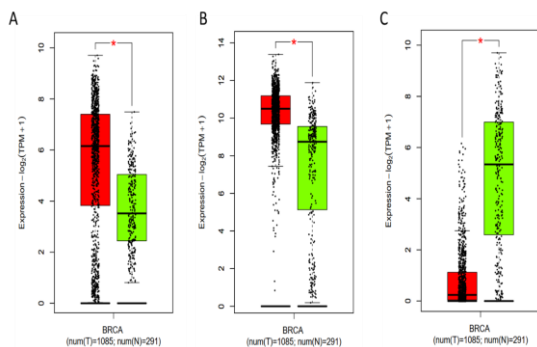 A
B
C
*
*
*
Expression − log₂(TPM + 1)
10
8
6
4
2
0
BRCA
(num(T)=1085; num(N)=291)
Expression − log₂(TPM + 1)
14
12
10
8
6
4
2
0
BRCA
(num(T)=1085; num(N)=291)
Expression − log₂(TPM + 1)
10
8
6
4
2
0
BRCA
(num(T)=1085; num(N)=291)